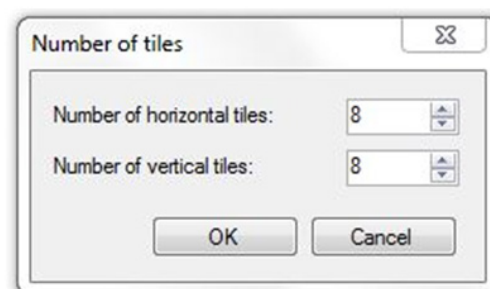 Number of tiles
Number of horizontal tiles: 8
Number of vertical tiles: 8
OK Cancel